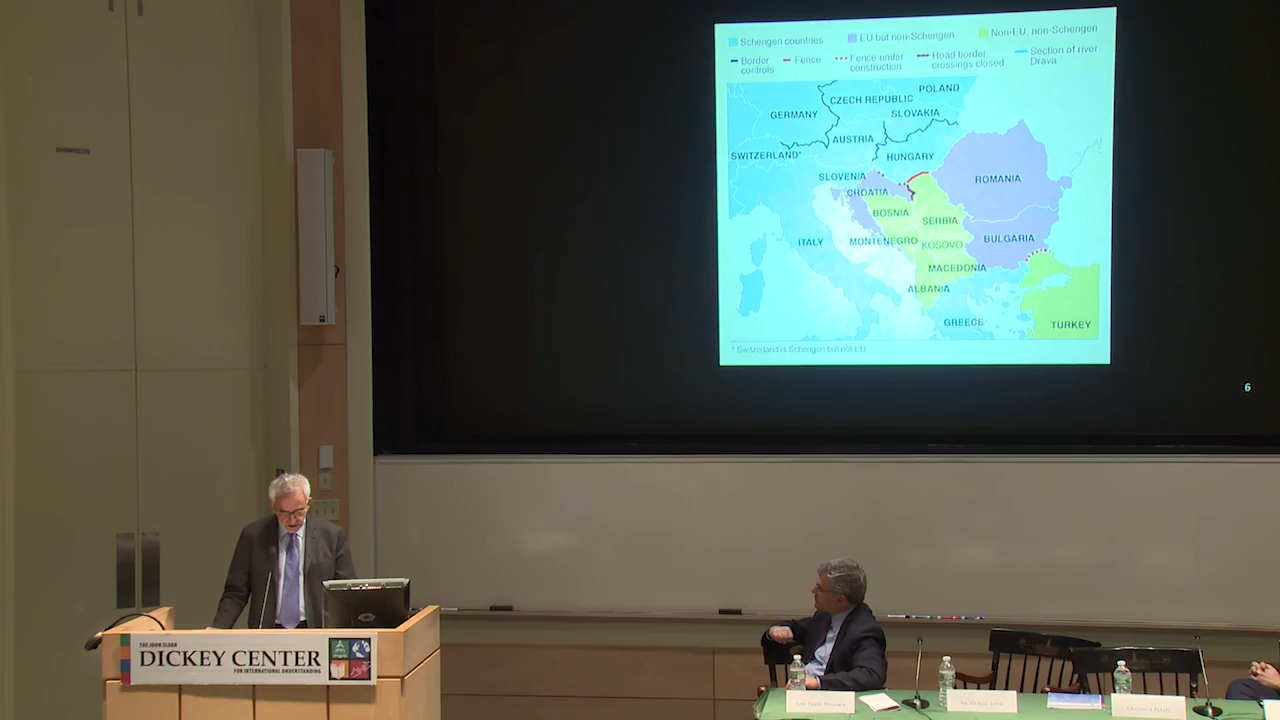 Schengen countries
EU but non-Schengen
Non-EU, non-Schengen
Border controls
Fence
Fence under construction
Road border crossings closed
Section of river Drava
POLAND
CZECH REPUBLIC
GERMANY
SLOVAKIA
AUSTRIA
SWITZERLAND*
HUNGARY
SLOVENIA
ROMANIA
CROATIA
BOSNIA
SERBIA
ITALY
MONTENEGRO
KOSOVO
BULGARIA
MACEDONIA
ALBANIA
GREECE
TURKEY
* Switzerland is Schengen but not EU
6
THE JOHN SLOAN
DICKEY CENTER
FOR INTERNATIONAL UNDERSTANDING